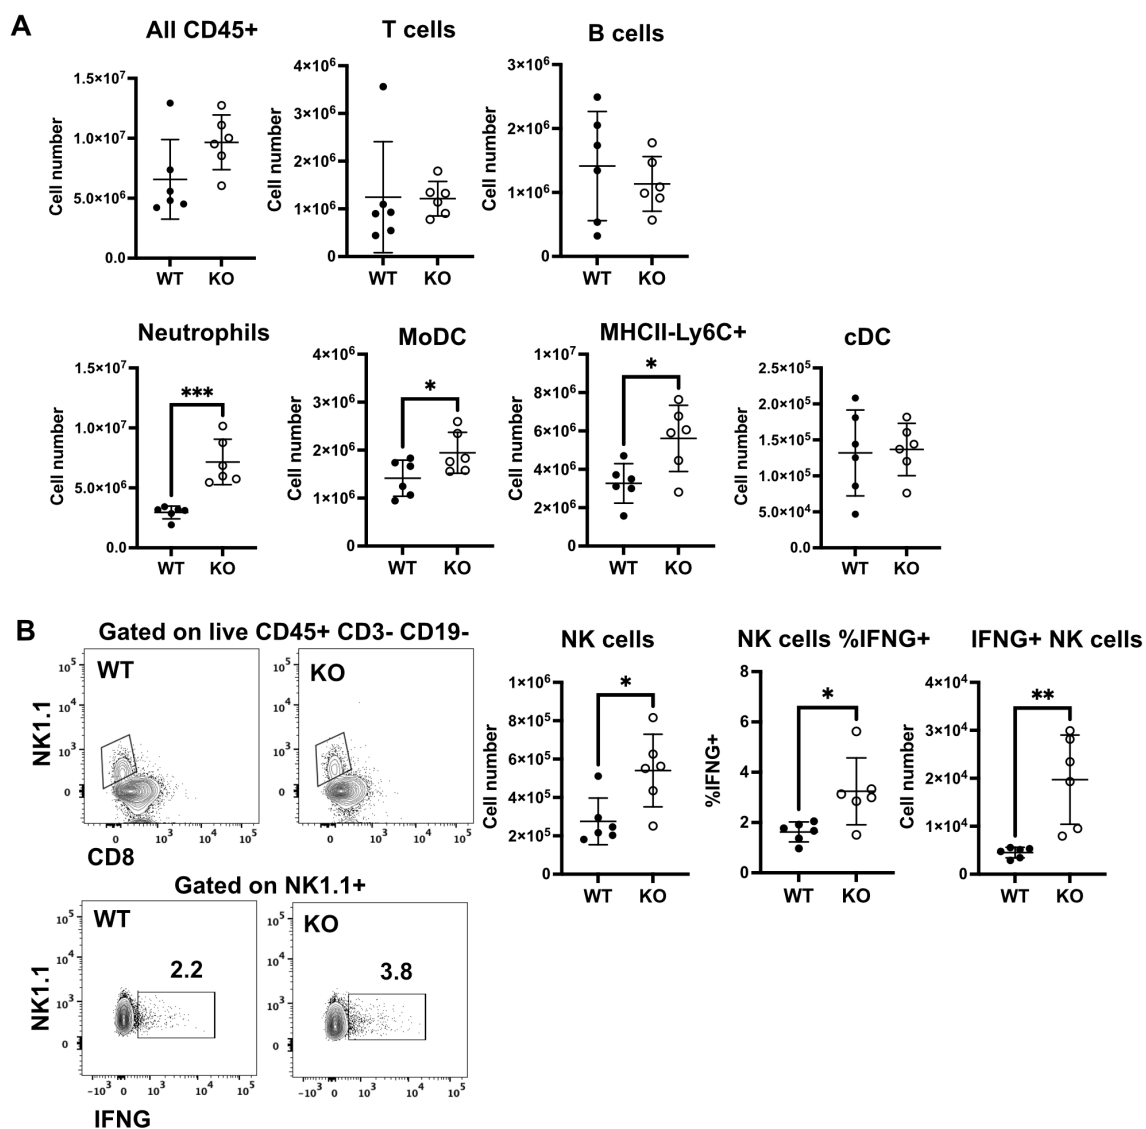 A
All CD45+
T cells
B cells
Cell number
1.5×10⁷
1.0×10⁷
5.0×10⁶
0.0
WT KO
Cell number
4×10⁶
3×10⁶
2×10⁶
1×10⁶
0
WT KO
Cell number
3×10⁶
2×10⁶
1×10⁶
0
WT KO
Neutrophils
MoDC
MHCII-Ly6C+
cDC
Cell number
1.5×10⁷
1.0×10⁷
5.0×10⁶
0.0
***
WT KO
Cell number
4×10⁶
3×10⁶
2×10⁶
1×10⁶
0
*
WT KO
Cell number
1×10⁷
8×10⁶
6×10⁶
4×10⁶
2×10⁶
0
*
WT KO
Cell number
2.5×10⁵
2.0×10⁵
1.5×10⁵
1.0×10⁵
5.0×10⁴
0.0
WT KO
B
Gated on live CD45+ CD3- CD19-
NK1.1
WT
10⁵
10⁴
10³
0
0 10³ 10⁴ 10⁵
KO
10⁵
10⁴
10³
0
0 10³ 10⁴ 10⁵
CD8
Gated on NK1.1+
NK1.1
WT
2.2
10⁵
10⁴
10³
0
-10³ 0 10³ 10⁴ 10⁵
KO
3.8
10⁵
10⁴
10³
0
-10³ 0 10³ 10⁴ 10⁵
IFNG
NK cells
Cell number
1×10⁶
8×10⁵
6×10⁵
4×10⁵
2×10⁵
0
*
WT KO
NK cells %IFNG+
%IFNG+
8
6
4
2
0
*
WT KO
IFNG+ NK cells
Cell number
4×10⁴
3×10⁴
2×10⁴
1×10⁴
0
**
WT KO